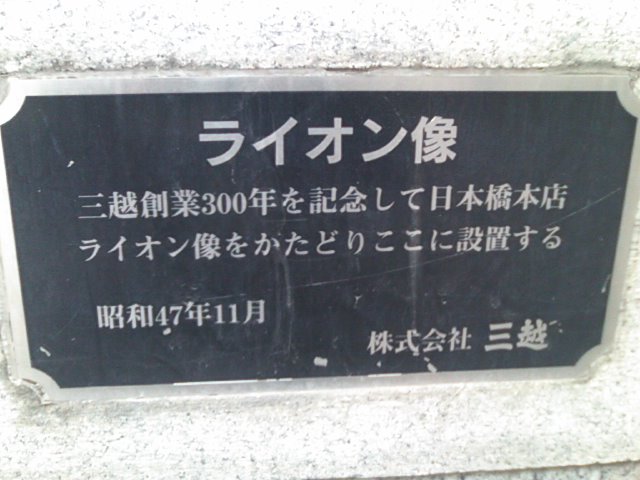 ライオン像
三越創業300年を記念して日本橋本店
ライオン像をかたどりここに設置する
昭和47年11月
株式会社 三越